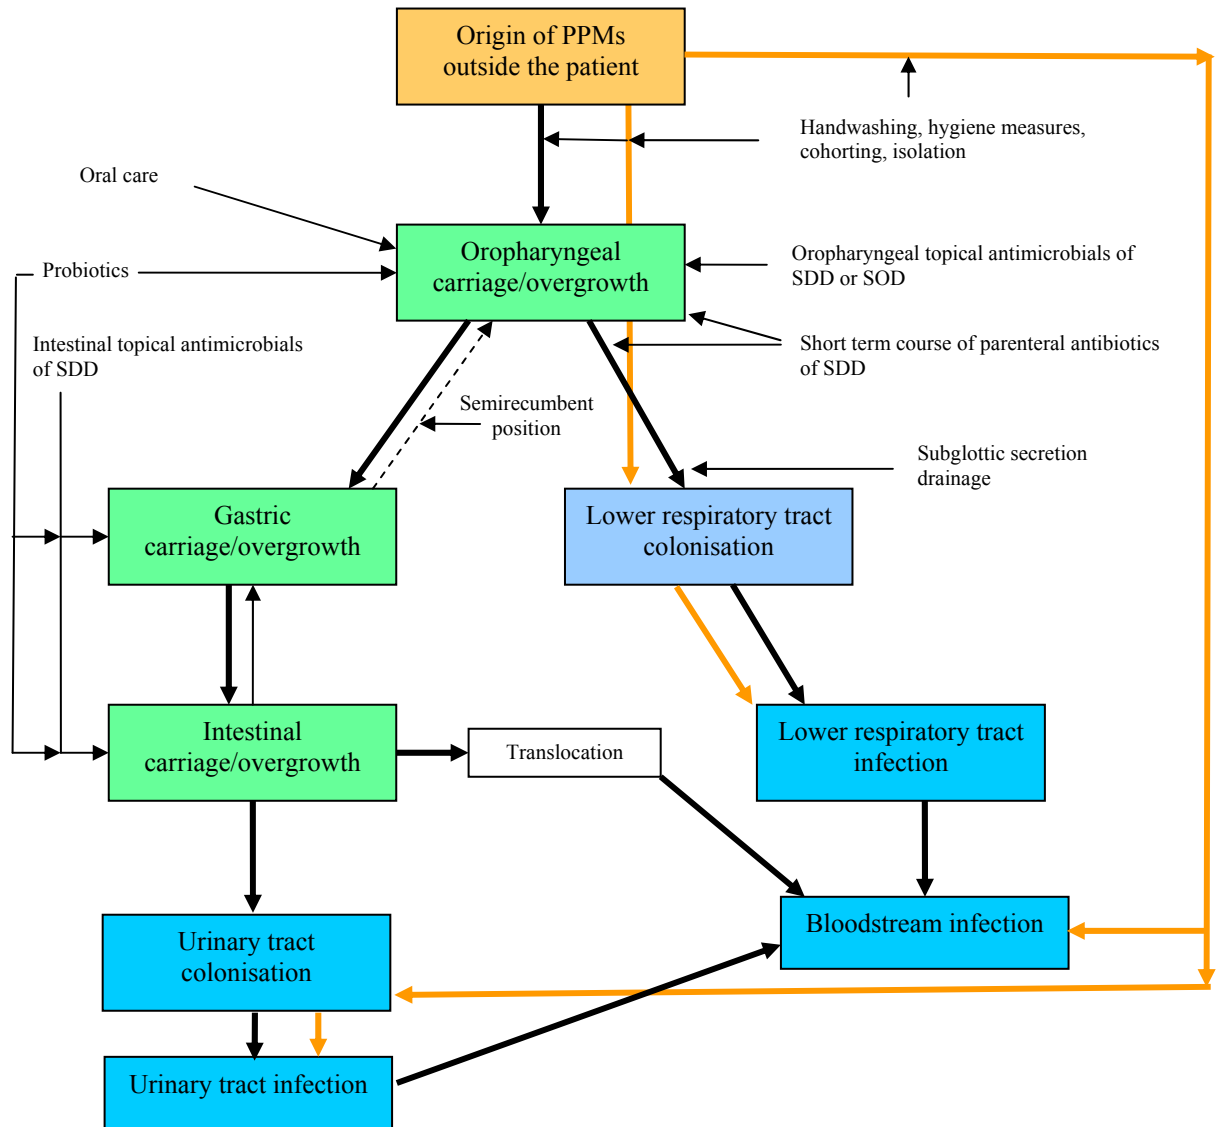 Origin of PPMs
outside the patient
Handwashing, hygiene measures,
cohorting, isolation
Oral care
Oropharyngeal
carriage/overgrowth
Oropharyngeal topical antimicrobials of
SDD or SOD
Probiotics
Intestinal topical antimicrobials
of SDD
Short term course of parenteral antibiotics
of SDD
Semirecumbent
position
Subglottic secretion
drainage
Gastric
carriage/overgrowth
Lower respiratory tract
colonisation
Intestinal
carriage/overgrowth
Translocation
Lower respiratory tract
infection
Bloodstream infection
Urinary tract
colonisation
Urinary tract infection